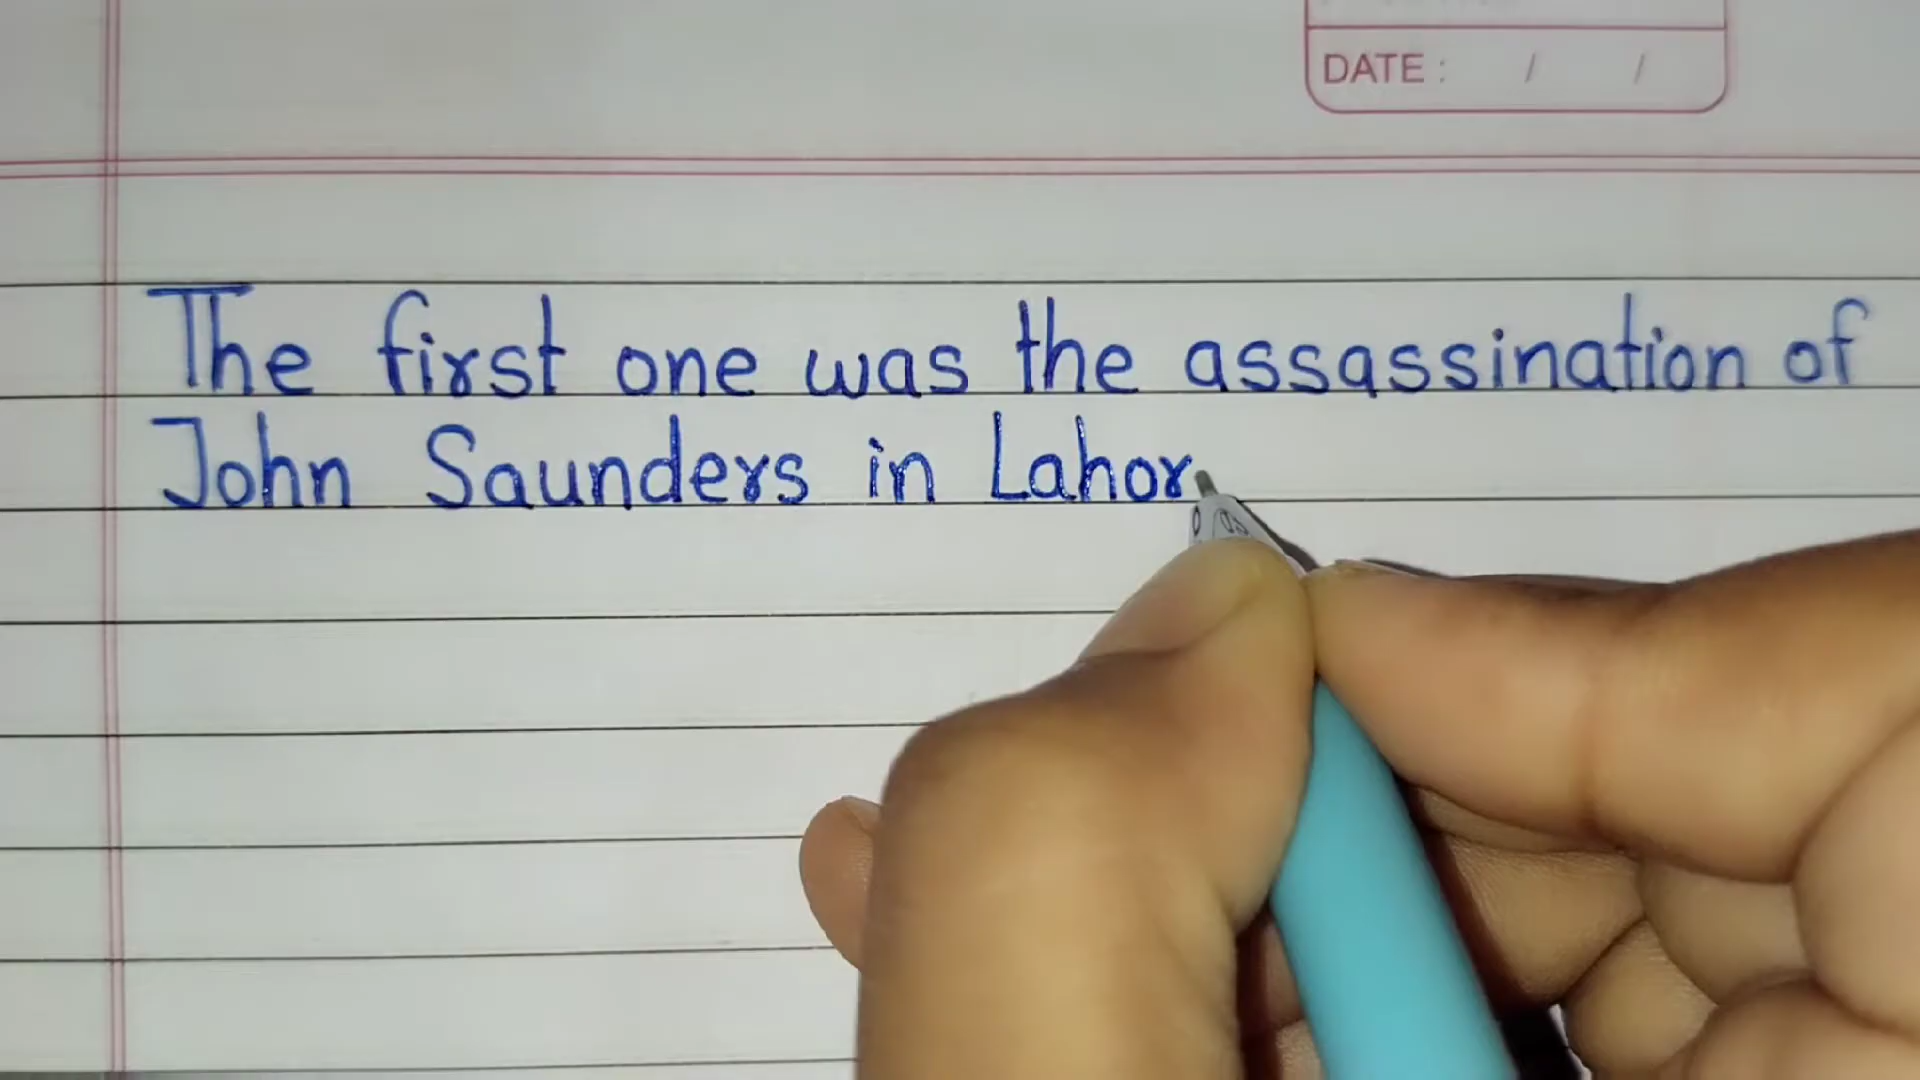 DATE : / /
The first one was the assassination of
John Saunders in Lahor